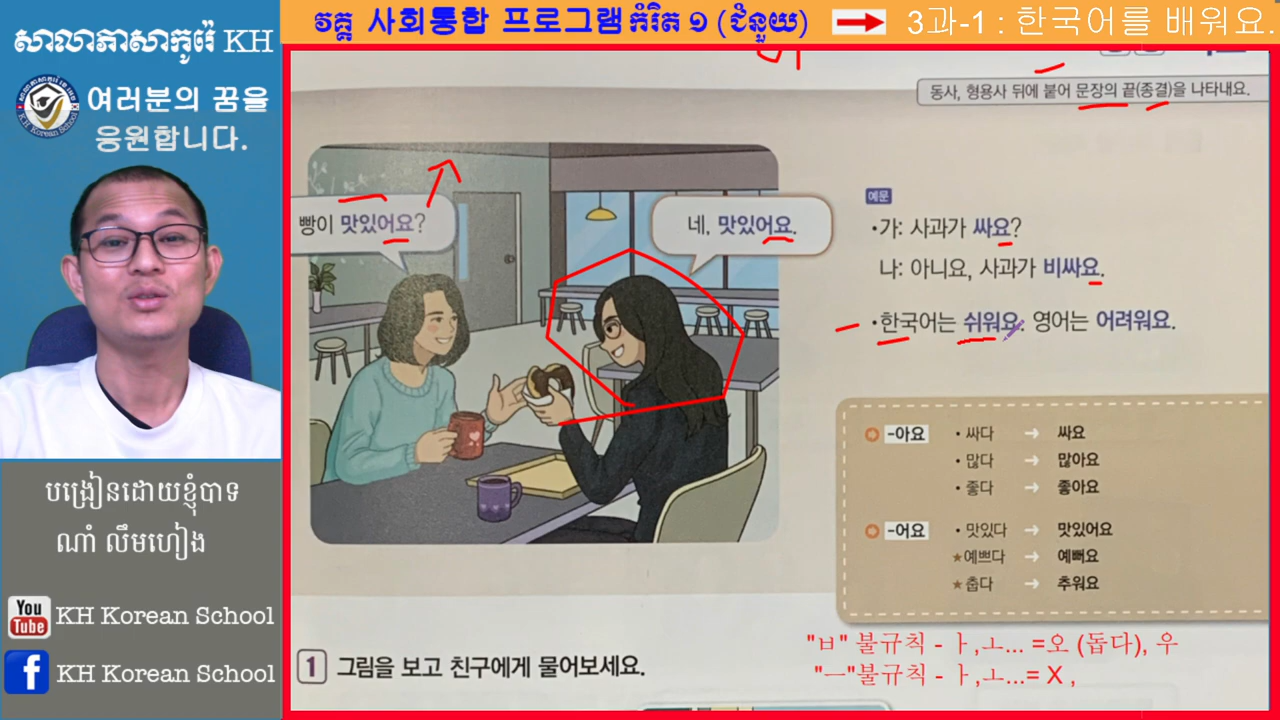 សាលាភាសាកូរ៉េ KH
여러분의 꿈을
응원합니다.
បង្រៀនដោយខ្ញុំបាទ
ណាំ លឹមហៀង
You Tube KH Korean School
f KH Korean School
វគ្គ 사회통합 프로그램 កំរិត ១ (ជំនួយ)
3과-1 : 한국어를 배워요.
동사, 형용사 뒤에 붙어 문장의 끝(종결)을 나타내요.
빵이 맛있어요?
네, 맛있어요.
예문
·가: 사과가 싸요?
나: 아니요, 사과가 비싸요.
·한국어는 쉬워요. 영어는 어려워요.
-아요 · 싸다 → 싸요
· 많다 → 많아요
· 좋다 → 좋아요
-어요 · 맛있다 → 맛있어요
★예쁘다 → 예뻐요
★춥다 → 추워요
"ㅂ" 불규칙 - ㅏ,ㅗ... =오 (돕다), 우
"ㅡ"불규칙 - ㅏ,ㅗ...= X ,
1 그림을 보고 친구에게 물어보세요.